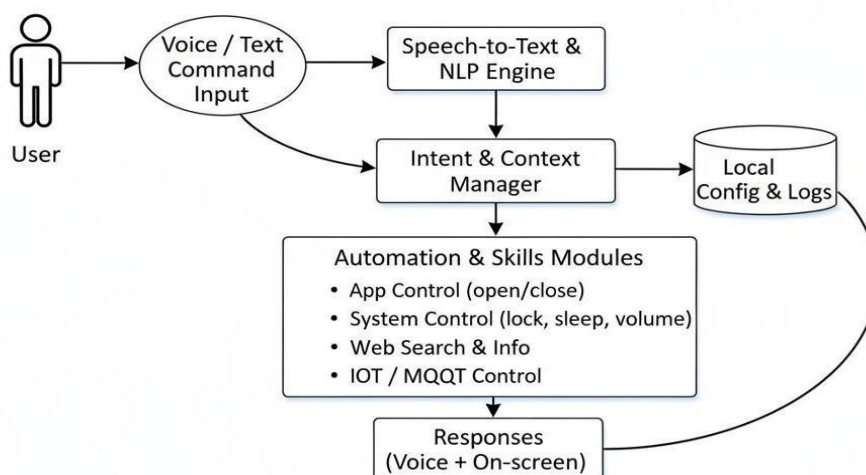 Voice / Text
Command
Input
Speech-to-Text &
NLP Engine
User
Intent & Context
Manager
Local
Config & Logs
Automation & Skills Modules
• App Control (open/close)
• System Control (lock, sleep, volume)
• Web Search & Info
• IOT / MQQT Control
Responses
(Voice + On-screen)